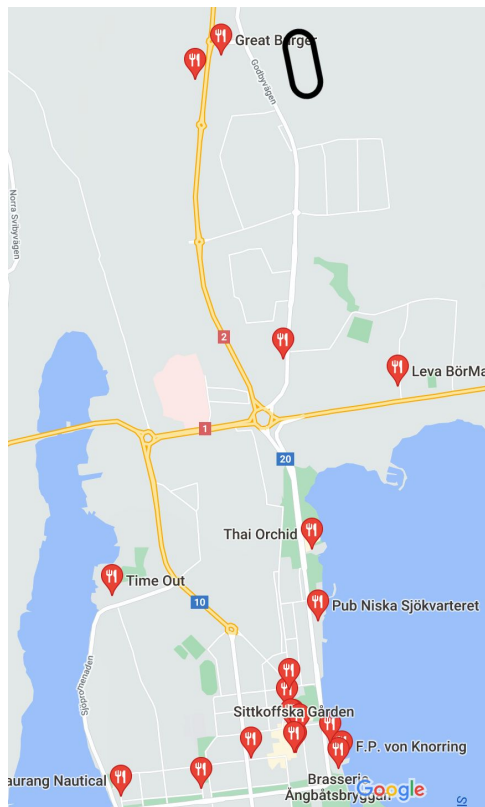 Great Burger
Godbyvägen
Norra Svibyvägen
2
Leva BörMa
1
20
Thai Orchid
Time Out
10
Pub Niska Sjökvarteret
Sittkoffska Gården
F.P. von Knorring
aurang Nautical
Brasserie
Ångbåtsbryggan
Google